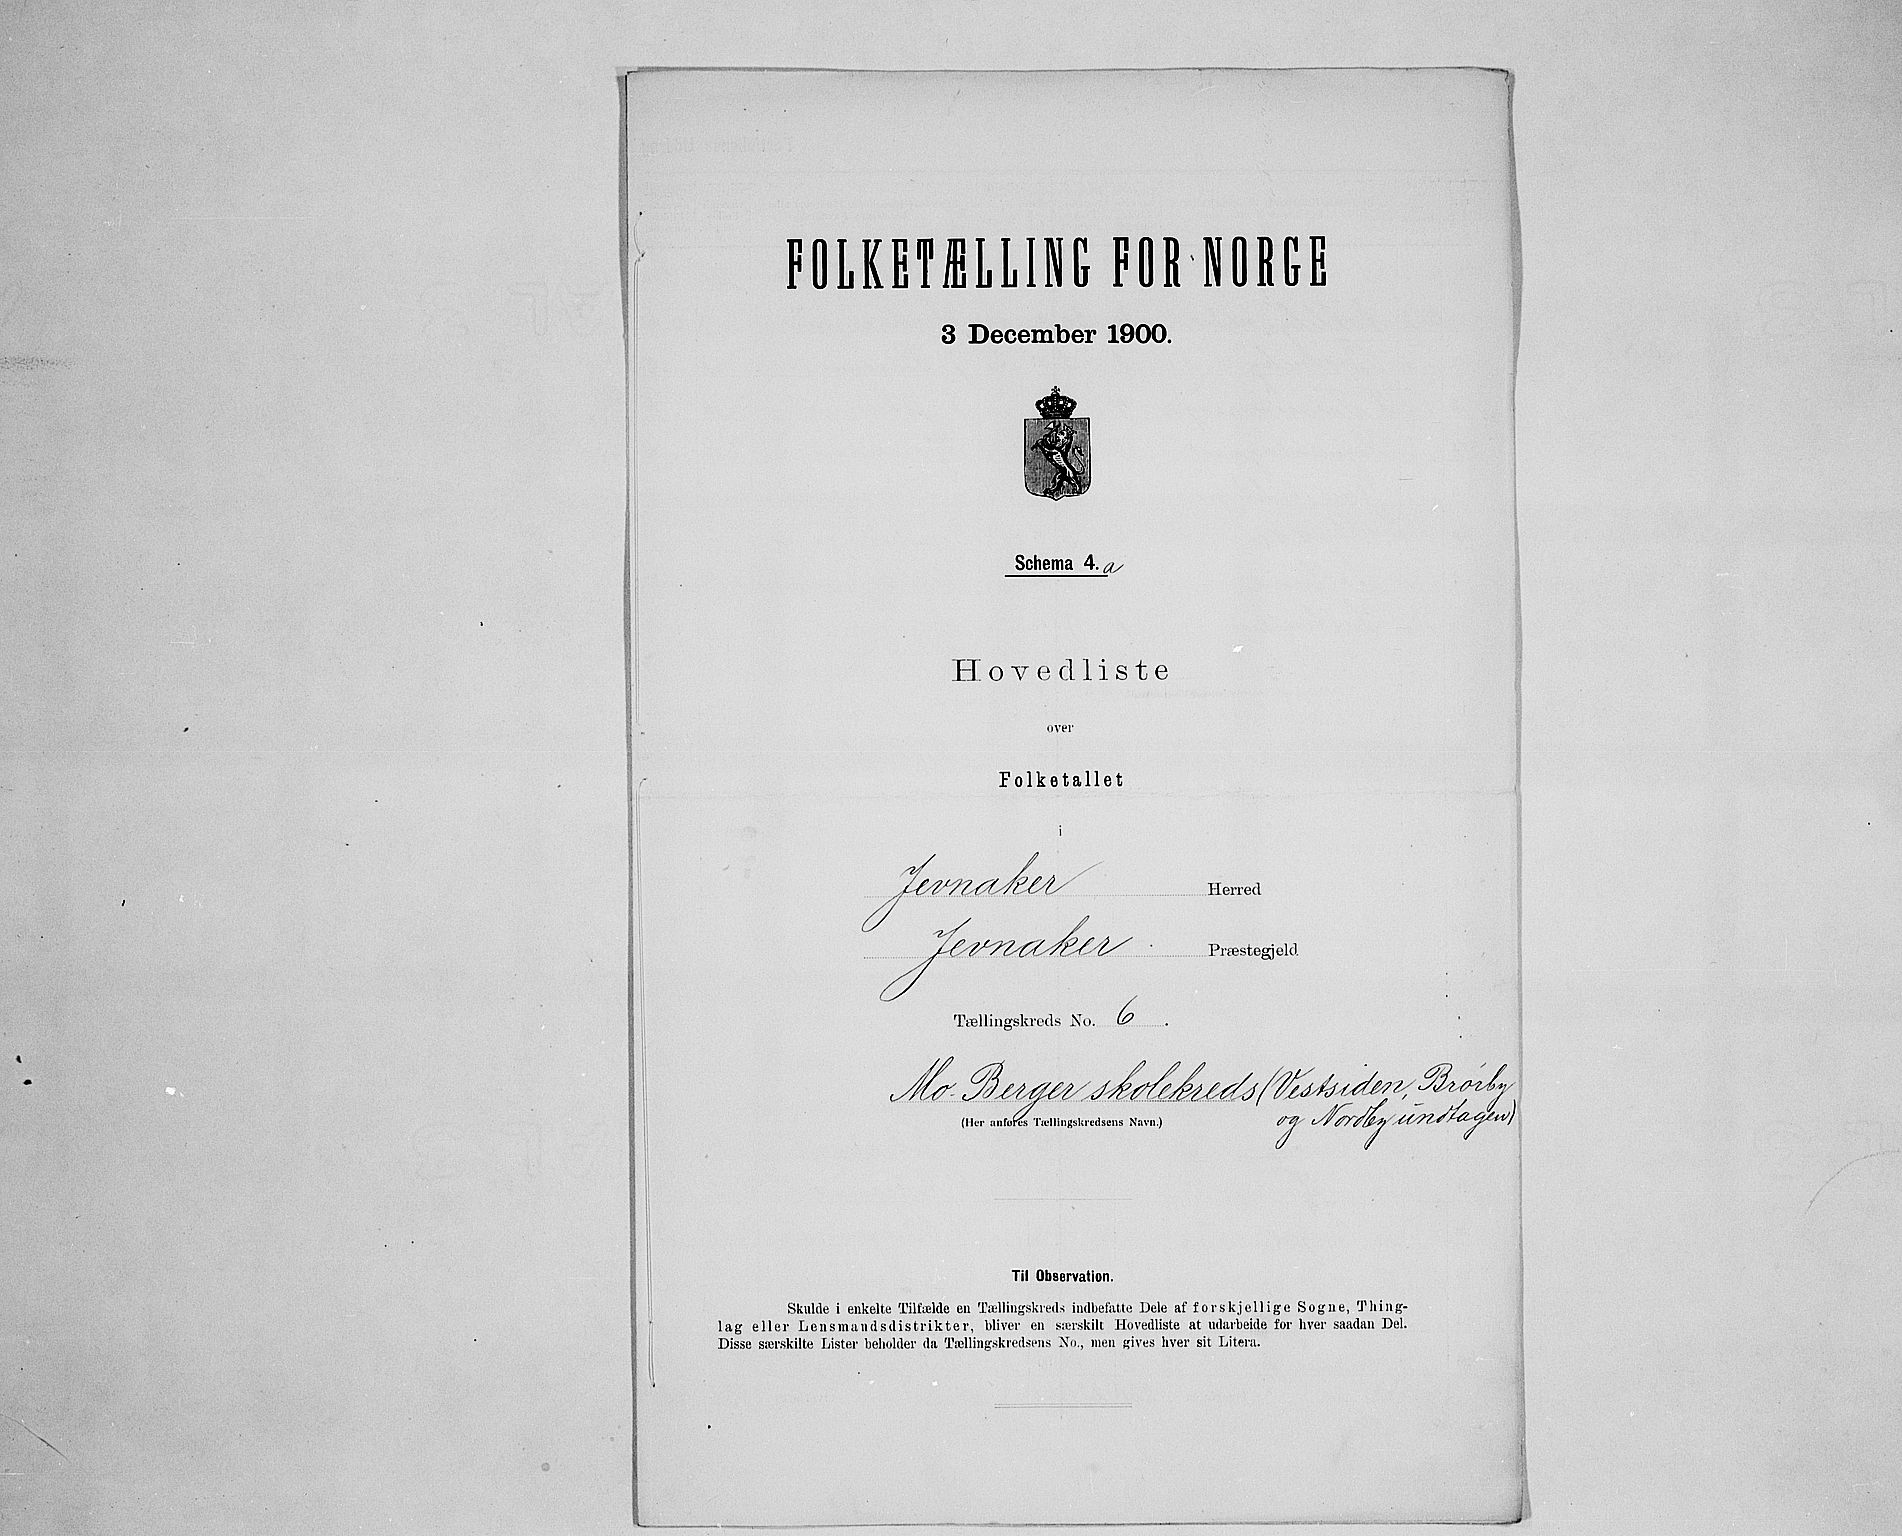 FOLKETÆLLING FOR NORGE
3 December 1900.
Schema 4. a
Hovedliste
over
Folketallet
i
Jevnaker Herred
Jevnaker Præstegjeld
Tællingskreds No. 6.
Mo-Berger skolekreds (Vestsiden, Brørby
og Nordby undtagen)
(Her anføres Tællingskredsens Navn.)
Til Observation.
Skulde i enkelte Tilfælde en Tællingskreds indbefatte Dele af forskjellige Sogne, Thing-
lag eller Lensmandsdistrikter, bliver en særskilt Hovedliste at udarbeide for hver saadan Del.
Disse særskilte Lister beholder da Tællingskredsens No., men gives hver sit Litera.